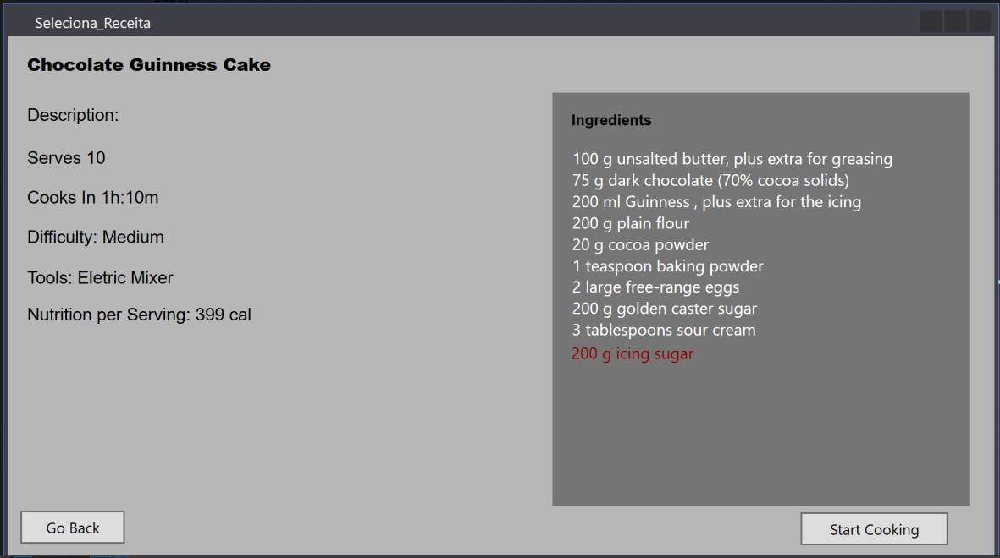 Seleciona_Receita
Chocolate Guinness Cake
Description:
Serves 10
Cooks In 1h:10m
Difficulty: Medium
Tools: Eletric Mixer
Nutrition per Serving: 399 cal
Ingredients
100 g unsalted butter, plus extra for greasing
75 g dark chocolate (70% cocoa solids)
200 ml Guinness , plus extra for the icing
200 g plain flour
20 g cocoa powder
1 teaspoon baking powder
2 large free-range eggs
200 g golden caster sugar
3 tablespoons sour cream
200 g icing sugar
Go Back
Start Cooking